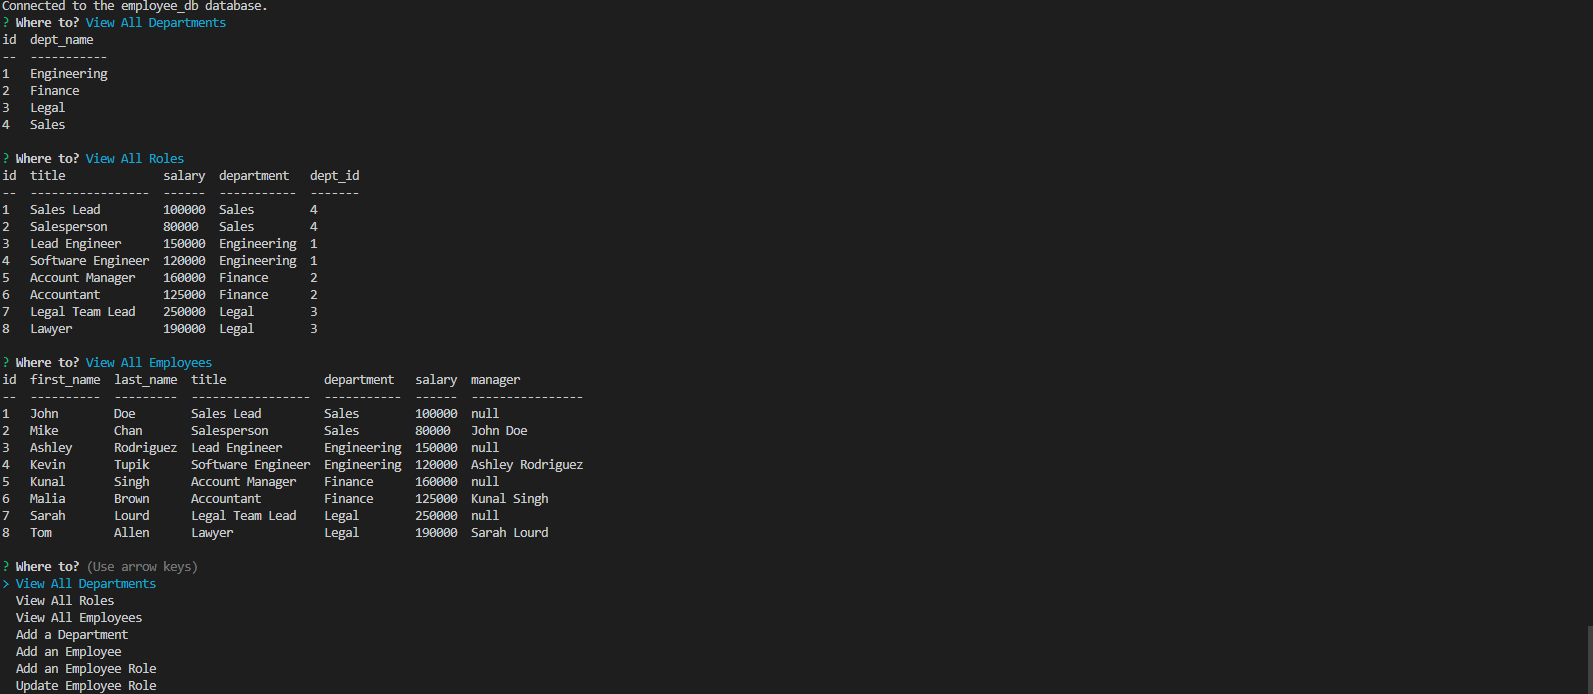 Connected to the employee_db database.
? Where to? View All Departments
id  dept_name
--  -----------
1   Engineering
2   Finance
3   Legal
4   Sales
? Where to? View All Roles
id  title              salary  department   dept_id
--  -----------------  ------  -----------  -------
1   Sales Lead         100000  Sales        4
2   Salesperson        80000   Sales        4
3   Lead Engineer      150000  Engineering  1
4   Software Engineer  120000  Engineering  1
5   Account Manager    160000  Finance      2
6   Accountant         125000  Finance      2
7   Legal Team Lead    250000  Legal        3
8   Lawyer             190000  Legal        3
? Where to? View All Employees
id  first_name  last_name  title              department   salary  manager
--  ----------  ---------  -----------------  -----------  ------  ----------------
1   John        Doe        Sales Lead         Sales        100000  null
2   Mike        Chan       Salesperson        Sales        80000   John Doe
3   Ashley      Rodriguez  Lead Engineer      Engineering  150000  null
4   Kevin       Tupik      Software Engineer  Engineering  120000  Ashley Rodriguez
5   Kunal       Singh      Account Manager    Finance      160000  null
6   Malia       Brown      Accountant         Finance      125000  Kunal Singh
7   Sarah       Lourd      Legal Team Lead    Legal        250000  null
8   Tom         Allen      Lawyer             Legal        190000  Sarah Lourd
? Where to? (Use arrow keys)
> View All Departments
  View All Roles
  View All Employees
  Add a Department
  Add an Employee
  Add an Employee Role
  Update Employee Role